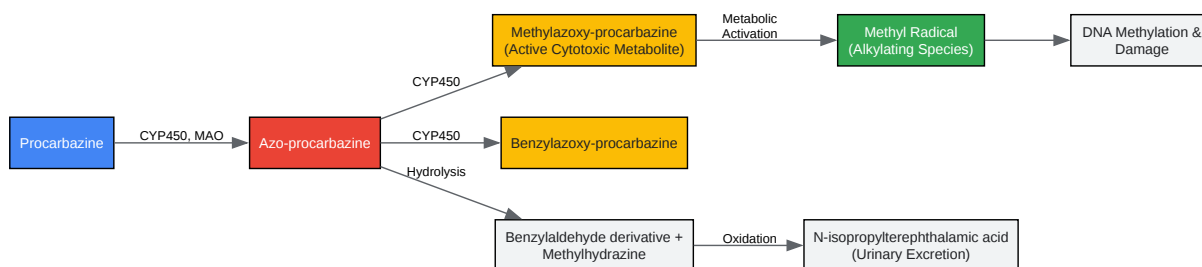 Methylazoxy-procarbazine
(Active Cytotoxic Metabolite)
Metabolic
Activation
Methyl Radical
(Alkylating Species)
DNA Methylation &
Damage
CYP450
Procarbazine
CYP450, MAO
Azo-procarbazine
CYP450
Benzylazoxy-procarbazine
Hydrolysis
Benzylaldehyde derivative +
Methylhydrazine
Oxidation
N-isopropylterephthalamic acid
(Urinary Excretion)